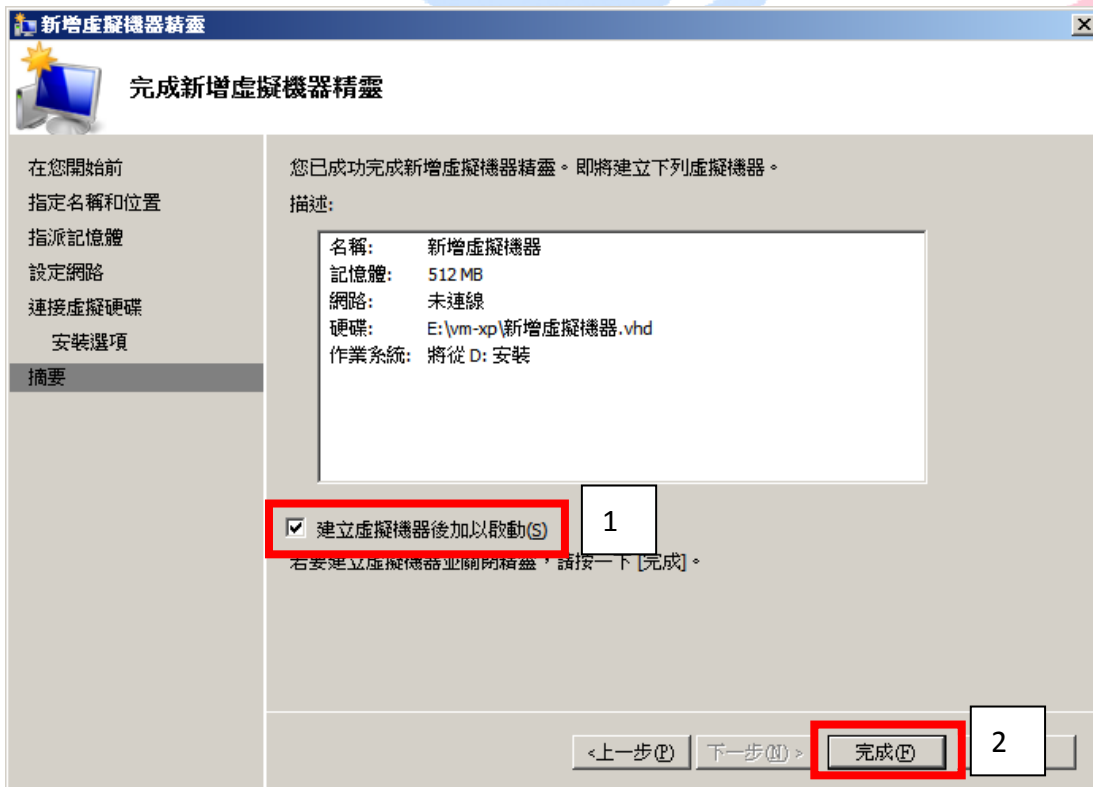 新增虛擬機器精靈
完成新增虛擬機器精靈
在您開始前
指定名稱和位置
指派記憶體
設定網路
連接虛擬硬碟
安裝選項
摘要
您已成功完成新增虛擬機器精靈。即將建立下列虛擬機器。
描述:
名稱: 新增虛擬機器
記憶體: 512 MB
網路: 未連線
硬碟: E:\vm-xp\新增虛擬機器.vhd
作業系統: 將從 D: 安裝
建立虛擬機器後加以啟動(S)
1
若要建立虛擬機器並關閉精靈，請按一下 [完成]。
<上一步(P)
下一步(N) >
完成(F)
2